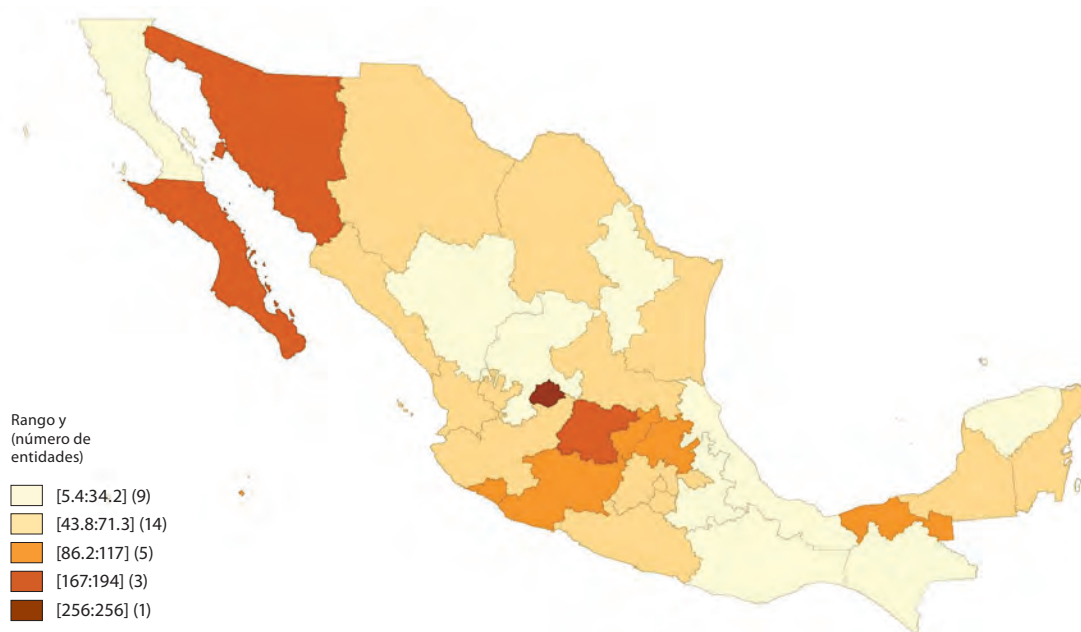 Rango y
(número de
entidades)
[5.4:34.2] (9)
[43.8:71.3] (14)
[86.2:117] (5)
[167:194] (3)
[256:256] (1)